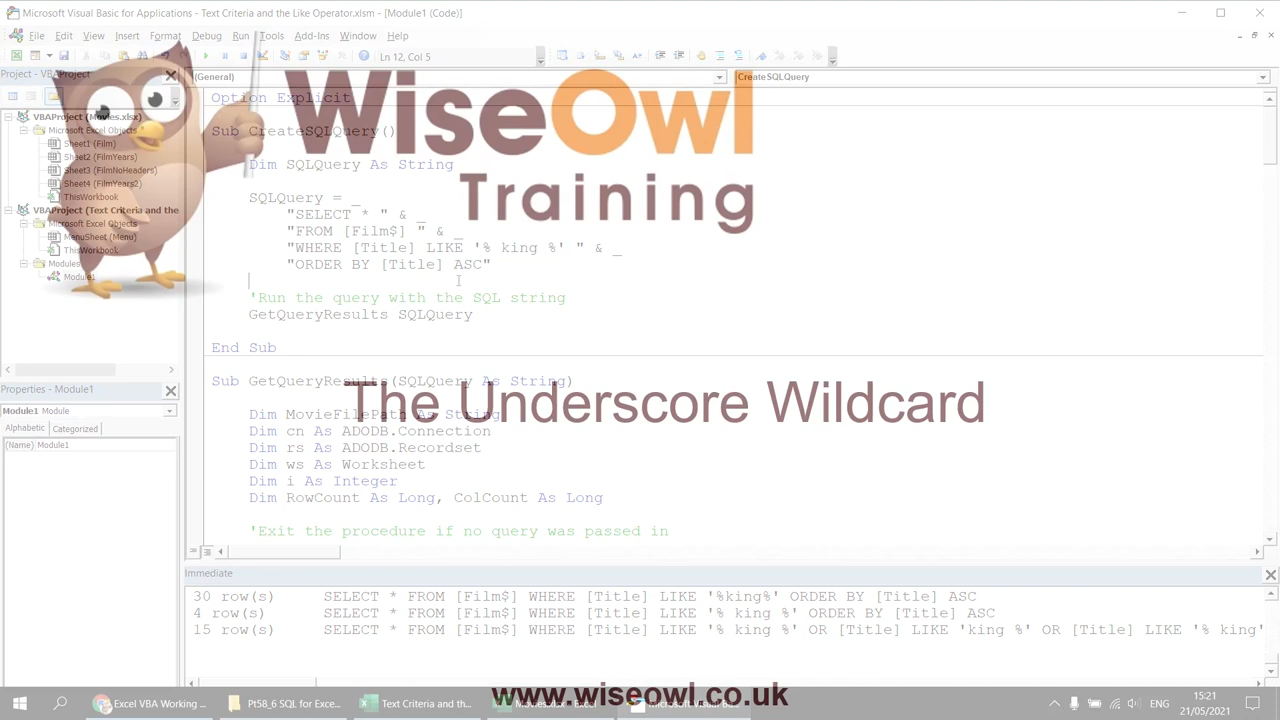 Microsoft Visual Basic for Applications - Text Criteria and the Like Operator.xlsm - [Module1 (Code)]
File Edit View Insert Format Debug Run Tools Add-Ins Window Help
Ln 12, Col 5
Project - VBAProject
VBAProject (Movies.xlsx)
Microsoft Excel Objects
Sheet1 (Film)
Sheet2 (FilmYears)
Sheet3 (FilmNoHeaders)
Sheet4 (FilmYears2)
ThisWorkbook
VBAProject (Text Criteria and the
Microsoft Excel Objects
MenuSheet (Menu)
ThisWorkbook
Modules
Module1
Properties - Module1
Module1 Module
Alphabetic Categorized
(Name) Module1
(General) CreateSQLQuery
WiseOwl
Training
Option Explicit
Sub CreateSQLQuery()
Dim SQLQuery As String
SQLQuery = _
"SELECT * " & _
"FROM [Film$] " & _
"WHERE [Title] LIKE '% king %' " & _
"ORDER BY [Title] ASC"
'Run the query with the SQL string
GetQueryResults SQLQuery
End Sub
Sub GetQueryResults(SQLQuery As String)
The Underscore Wildcard
Dim MovieFilePath As String
Dim cn As ADODB.Connection
Dim rs As ADODB.Recordset
Dim ws As Worksheet
Dim i As Integer
Dim RowCount As Long, ColCount As Long
'Exit the procedure if no query was passed in
Immediate
30 row(s) SELECT * FROM [Film$] WHERE [Title] LIKE '%king%' ORDER BY [Title] ASC
4 row(s) SELECT * FROM [Film$] WHERE [Title] LIKE '% king %' ORDER BY [Title] ASC
15 row(s) SELECT * FROM [Film$] WHERE [Title] LIKE '% king %' OR [Title] LIKE 'king %' OR [Title] LIKE '% king'
www.wiseowl.co.uk
Excel VBA Working ... Pt58_6 SQL for Exce... Text Criteria and th... Movies.xlsx - Excel Microsoft Visual Ba...
ENG 15:21
21/05/2021